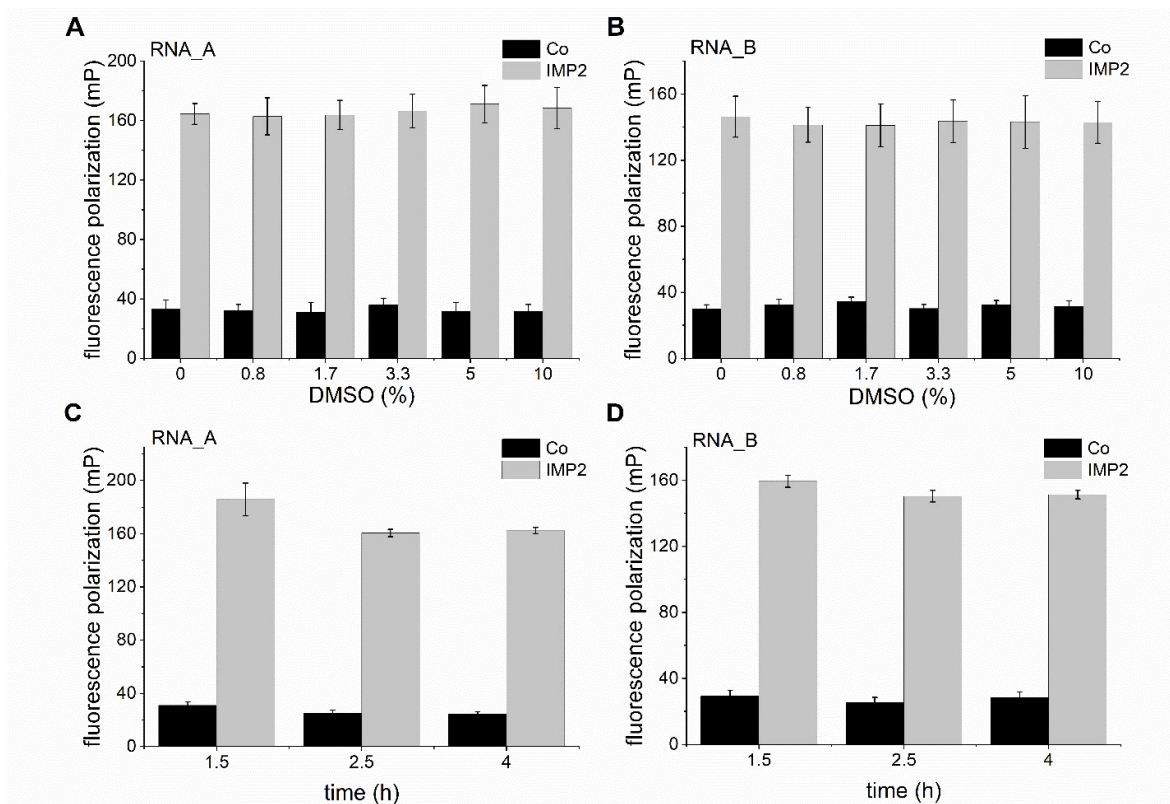 A
RNA_A
Co
IMP2
fluorescence polarization (mP)
200
160
120
80
40
0
0 0.8 1.7 3.3 5 10
DMSO (%)
B
RNA_B
Co
IMP2
fluorescence polarization (mP)
160
120
80
40
0
0 0.8 1.7 3.3 5 10
DMSO (%)
C
RNA_A
Co
IMP2
fluorescence polarization (mP)
200
160
120
80
40
0
1.5 2.5 4
time (h)
D
RNA_B
Co
IMP2
fluorescence polarization (mP)
160
120
80
40
0
1.5 2.5 4
time (h)